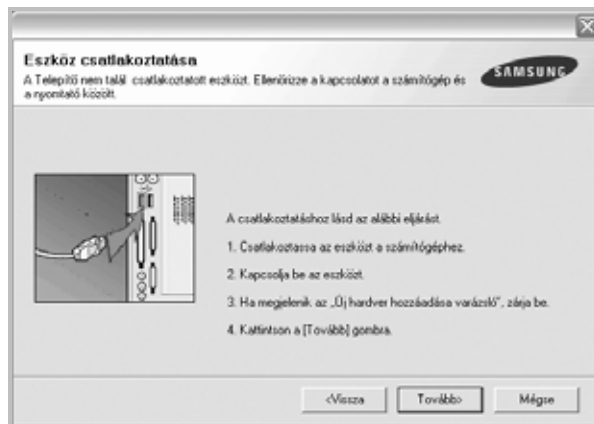 Eszköz csatlakoztatása
A Telepítő nem talál csatlakoztatott eszközt. Ellenőrizze a kapcsolatot a számítógép és
a nyomtató között.
SAMSUNG
A csatlakoztatáshoz lásd az alábbi eljárást.
1. Csatlakoztassa az eszközt a számítógéphez.
2. Kapcsolja be az eszközt.
3. Ha megjelenik az „Új hardver hozzáadása varázsló”, zárja be.
4. Kattintson a [Tovább] gombra.
<Vissza
Tovább>
Mégse